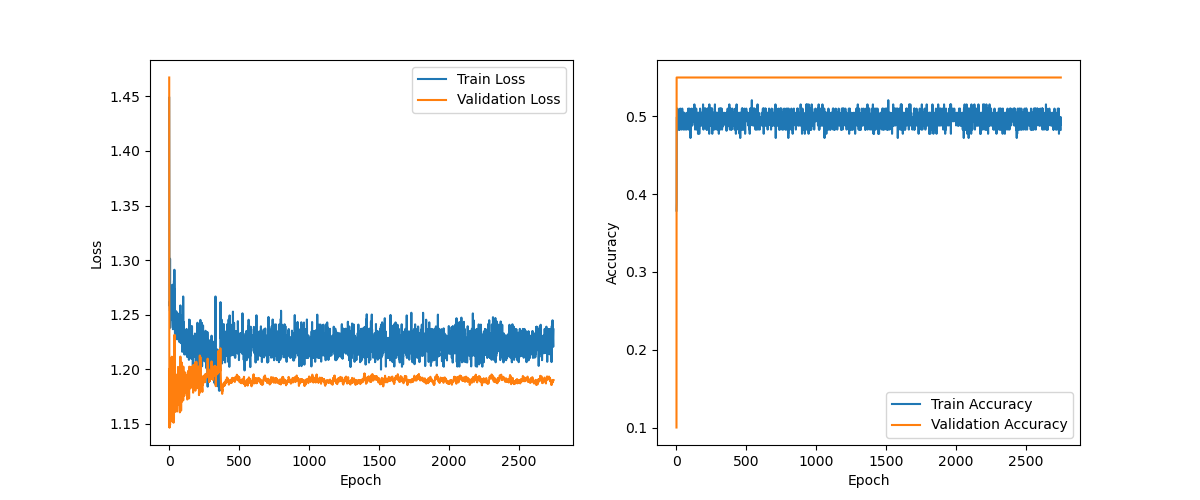 Train Loss
Validation Loss
1.45
1.40
1.35
1.30
1.25
1.20
1.15
Loss
0 500 1000 1500 2000 2500
Epoch
0.5
0.4
0.3
0.2
0.1
Accuracy
Train Accuracy
Validation Accuracy
0 500 1000 1500 2000 2500
Epoch